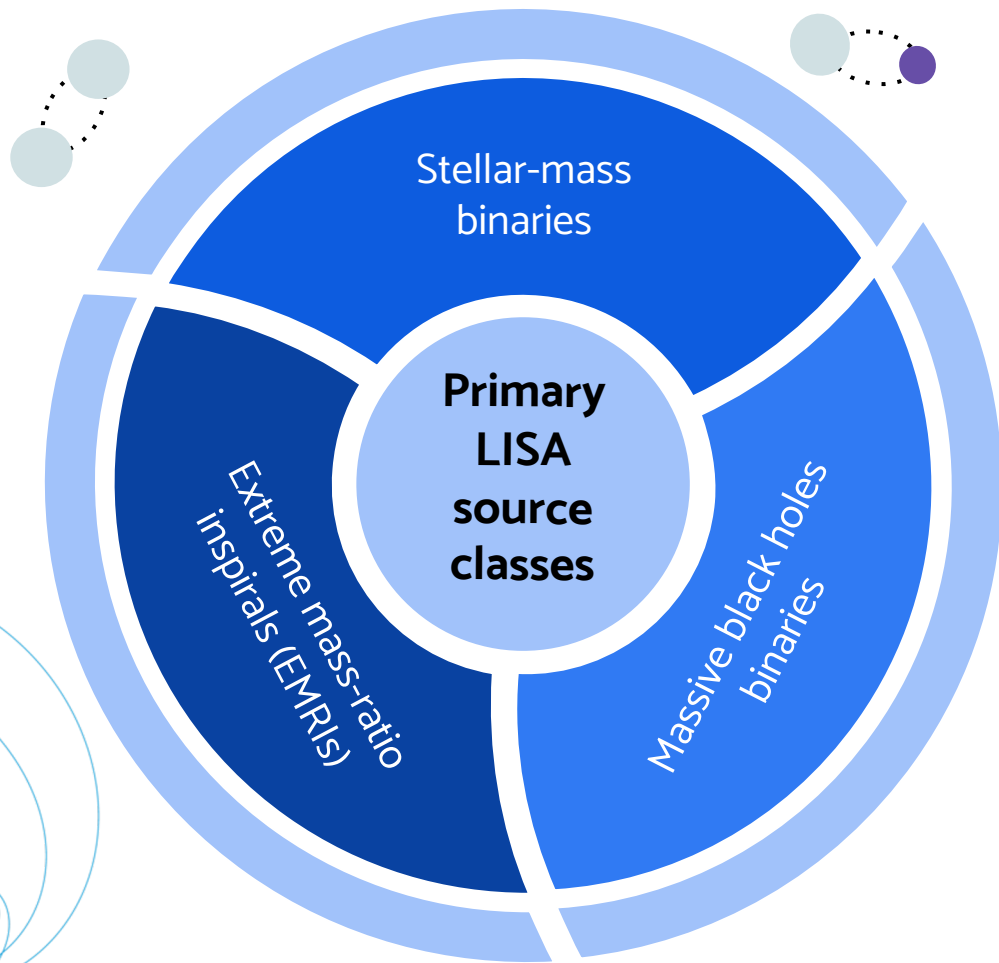 Stellar-mass
binaries
Primary
LISA
source
classes
Extreme mass-ratio
inspirals (EMRIs)
Massive black holes
binaries